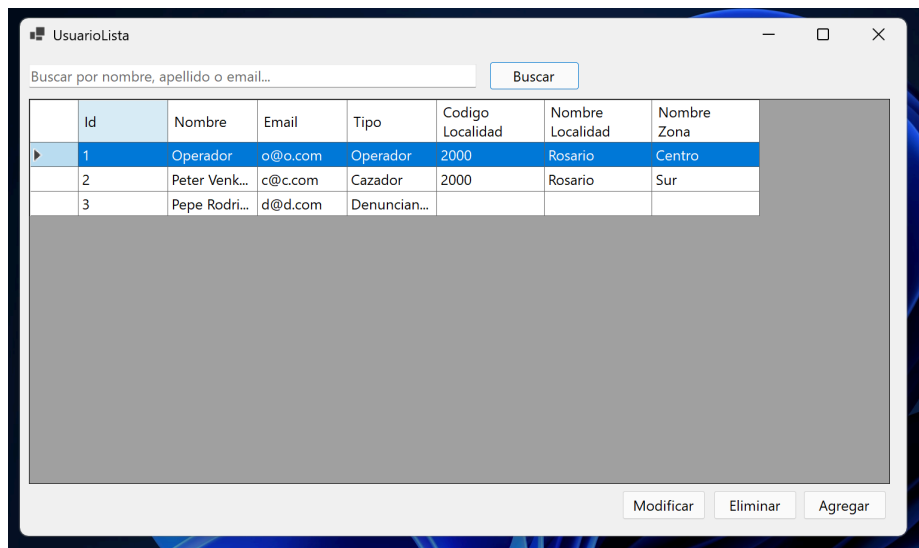 UsuarioLista
Buscar por nombre, apellido o email...
Buscar
Id Nombre Email Tipo Codigo Localidad Nombre Localidad Nombre Zona
1 Operador o@o.com Operador 2000 Rosario Centro
2 Peter Venk... c@c.com Cazador 2000 Rosario Sur
3 Pepe Rodri... d@d.com Denuncian...
Modificar Eliminar Agregar